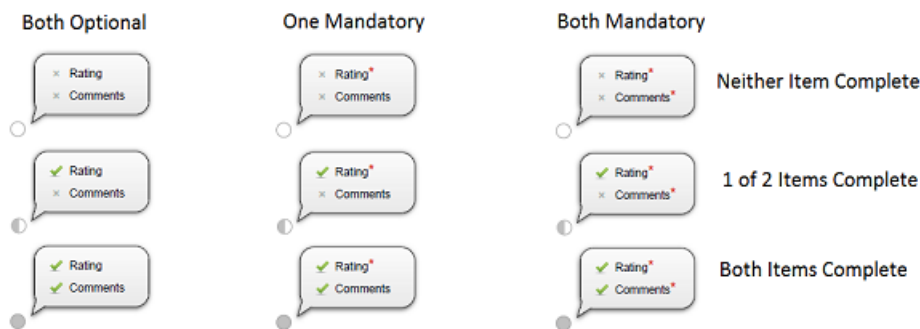 Both Optional One Mandatory Both Mandatory
Rating Rating* Rating*
Comments Comments Comments*
Neither Item Complete
Rating Rating* Rating*
Comments Comments Comments*
1 of 2 Items Complete
Rating Rating* Rating*
Comments Comments Comments*
Both Items Complete